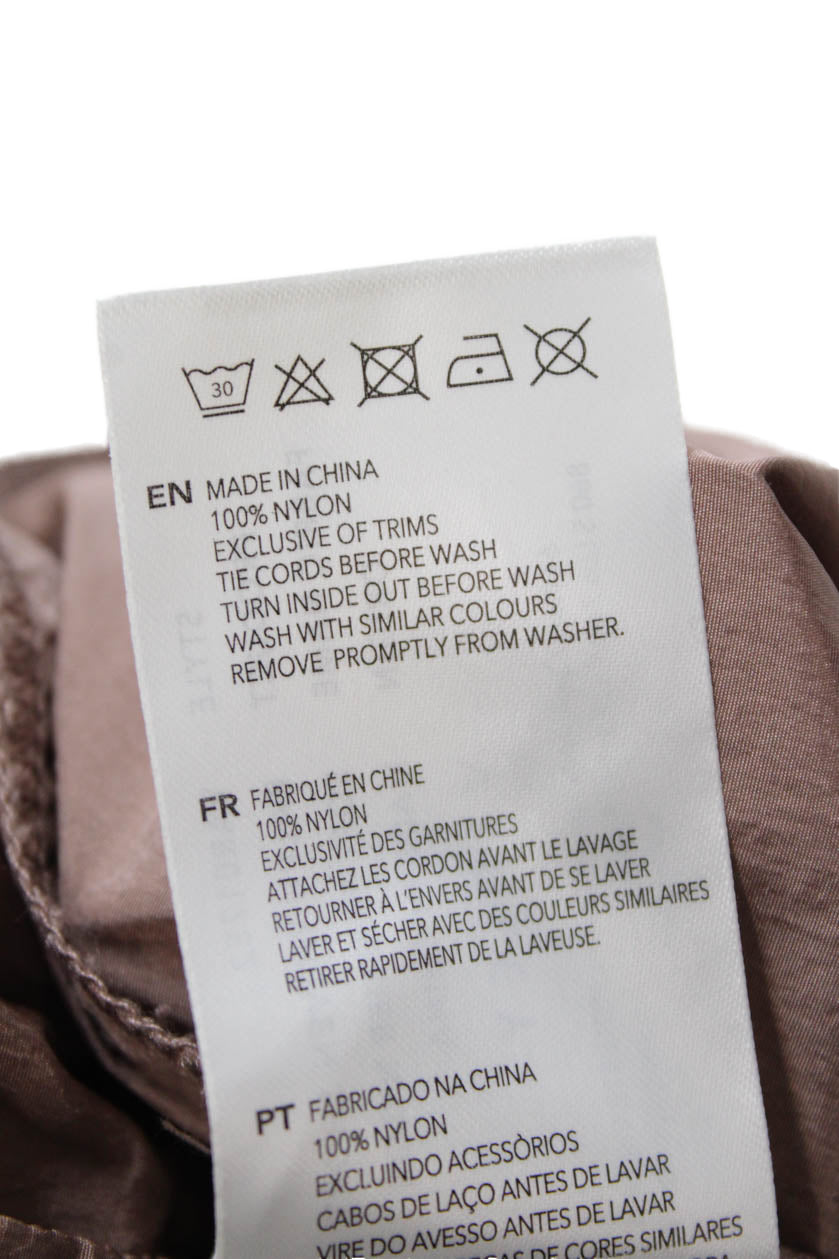 30
EN MADE IN CHINA
100% NYLON
EXCLUSIVE OF TRIMS
TIE CORDS BEFORE WASH
TURN INSIDE OUT BEFORE WASH
WASH WITH SIMILAR COLOURS
REMOVE PROMPTLY FROM WASHER.
FR FABRIQUÉ EN CHINE
100% NYLON
EXCLUSIVITÉ DES GARNITURES
ATTACHEZ LES CORDON AVANT LE LAVAGE
RETOURNER À L'ENVERS AVANT DE SE LAVER
LAVER ET SÉCHER AVEC DES COULEURS SIMILAIRES
RETIRER RAPIDEMENT DE LA LAVEUSE.
PT FABRICADO NA CHINA
100% NYLON
EXCLUINDO ACESSÒRIOS
CABOS DE LAÇO ANTES DE LAVAR
VIRE DO AVESSO ANTES DE LAVAR
DE CORES SIMILARES